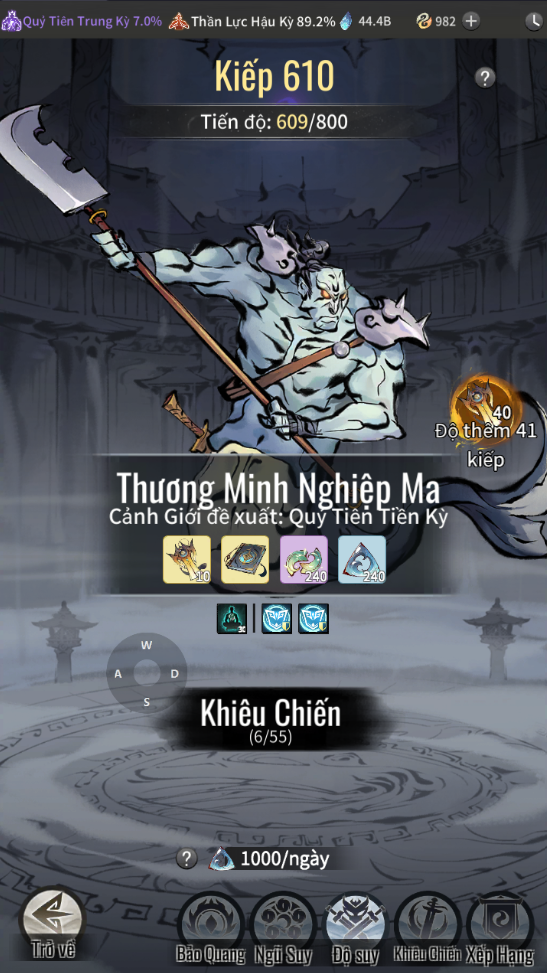 Quỷ Tiên Trung Kỳ 7.0% Thần Lực Hậu Kỳ 89.2% 44.4B 982 +
Kiếp 610
?
Tiến độ: 609/800
40
Độ thêm 41
kiếp
Thương Minh Nghiệp Ma
Cảnh Giới đề xuất: Quỷ Tiên Tiền Kỳ
10 240 240
W
A D
S
Khiêu Chiến
(6/55)
? 1000/ngày
Trở về Bảo Quang Ngũ Suy Độ suy Khiêu Chiến Xếp Hạng